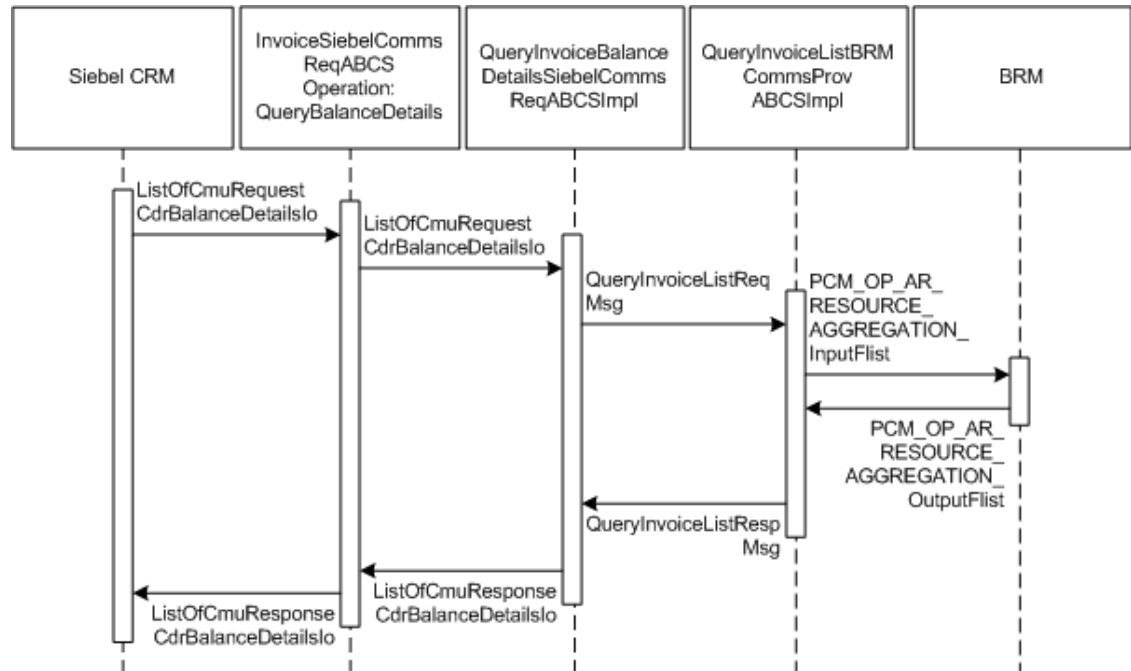 Siebel CRM
InvoiceSiebelComms
ReqABCS
Operation:
QueryBalanceDetails
QueryInvoiceBalance
DetailsSiebelComms
ReqABCSImpl
QueryInvoiceListBRM
CommsProv
ABCSImpl
BRM
ListOfCmuRequest
CdrBalanceDetailsIo
ListOfCmuRequest
CdrBalanceDetailsIo
QueryInvoiceListReq
Msg
PCM_OP_AR_
RESOURCE_
AGGREGATION_
InputFlist
PCM_OP_AR_
RESOURCE_
AGGREGATION_
OutputFlist
QueryInvoiceListResp
Msg
ListOfCmuResponse
CdrBalanceDetailsIo
ListOfCmuResponse
CdrBalanceDetailsIo